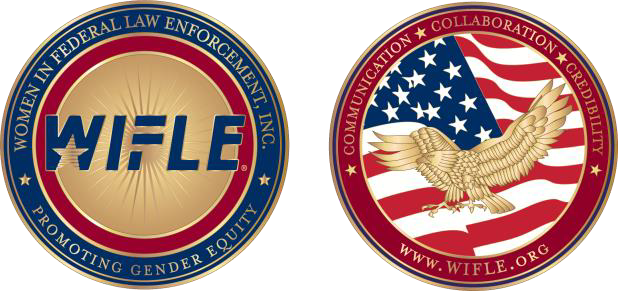 WOMEN IN FEDERAL LAW ENFORCEMENT, INC.
WIFLE®
PROMOTING GENDER EQUITY
COMMUNICATION ★ COLLABORATION ★ CREDIBILITY
WWW.WIFLE.ORG